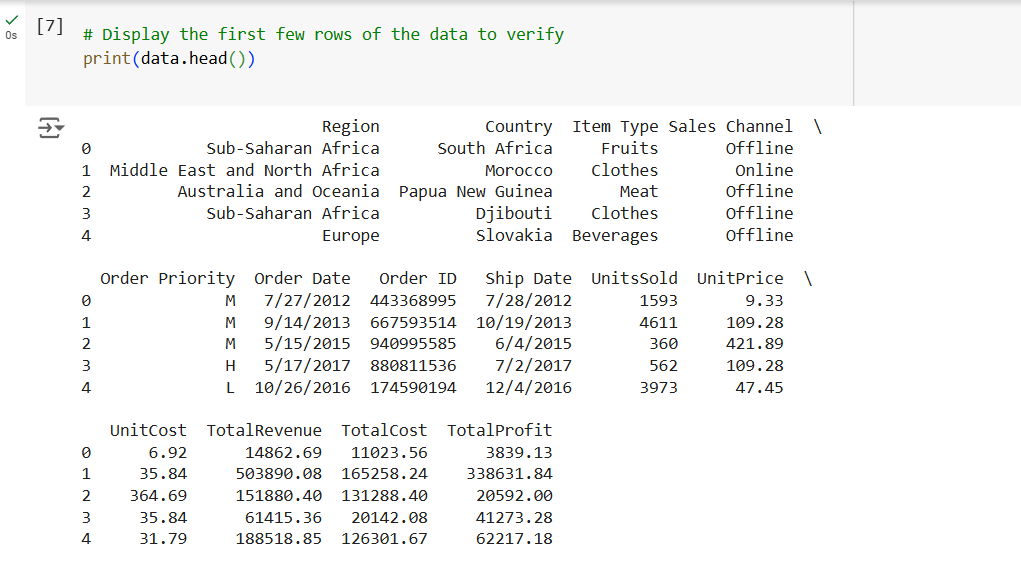 [7]
0s
# Display the first few rows of the data to verify
print(data.head())
Region Country Item Type Sales Channel \
0 Sub-Saharan Africa South Africa Fruits Offline
1 Middle East and North Africa Morocco Clothes Online
2 Australia and Oceania Papua New Guinea Meat Offline
3 Sub-Saharan Africa Djibouti Clothes Offline
4 Europe Slovakia Beverages Offline
Order Priority Order Date Order ID Ship Date UnitsSold UnitPrice \
0 M 7/27/2012 443368995 7/28/2012 1593 9.33
1 M 9/14/2013 667593514 10/19/2013 4611 109.28
2 M 5/15/2015 940995585 6/4/2015 360 421.89
3 H 5/17/2017 880811536 7/2/2017 562 109.28
4 L 10/26/2016 174590194 12/4/2016 3973 47.45
UnitCost TotalRevenue TotalCost TotalProfit
0 6.92 14862.69 11023.56 3839.13
1 35.84 503890.08 165258.24 338631.84
2 364.69 151880.40 131288.40 20592.00
3 35.84 61415.36 20142.08 41273.28
4 31.79 188518.85 126301.67 62217.18